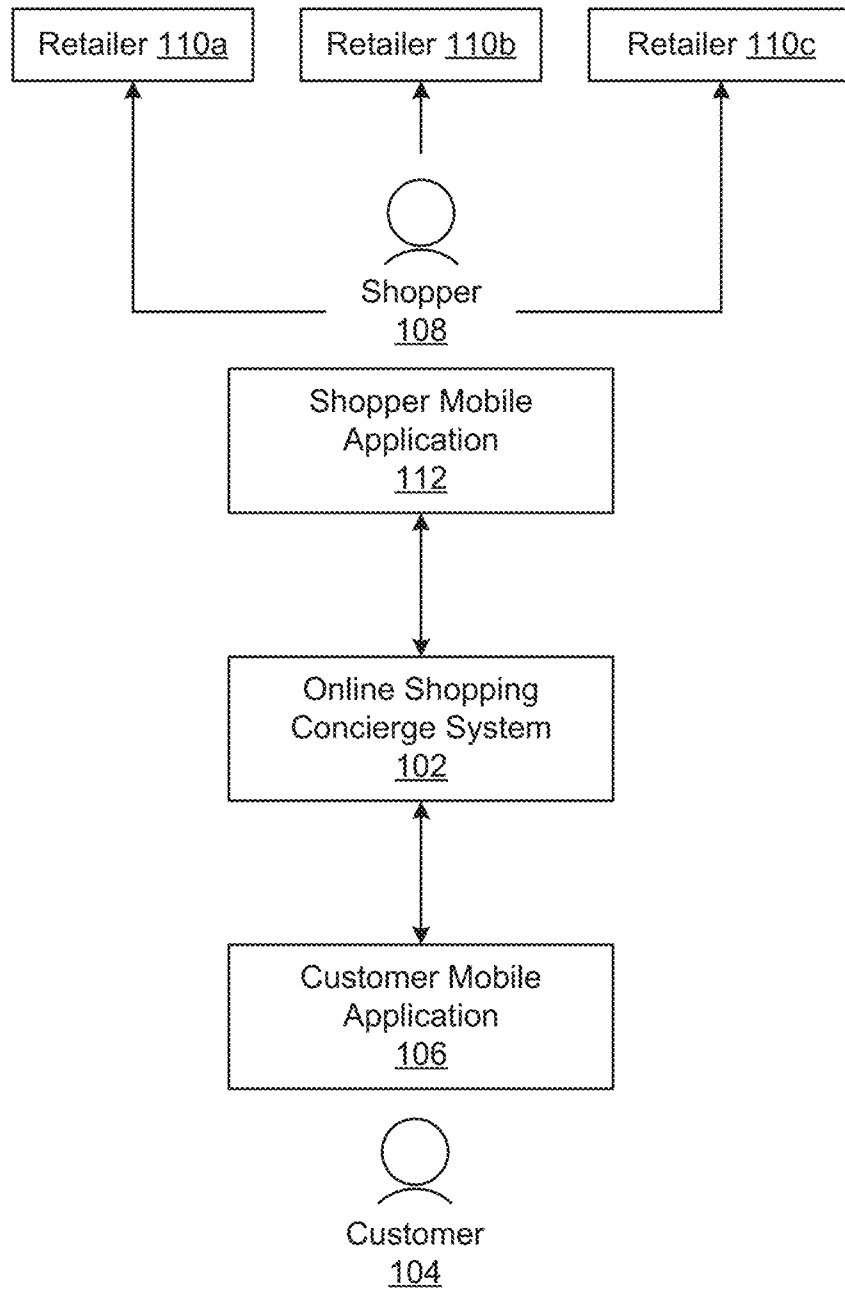 Retailer 110a
Retailer 110b
Retailer 110c
Shopper
108
Shopper Mobile
Application
112
Online Shopping
Concierge System
102
Customer Mobile
Application
106
Customer
104